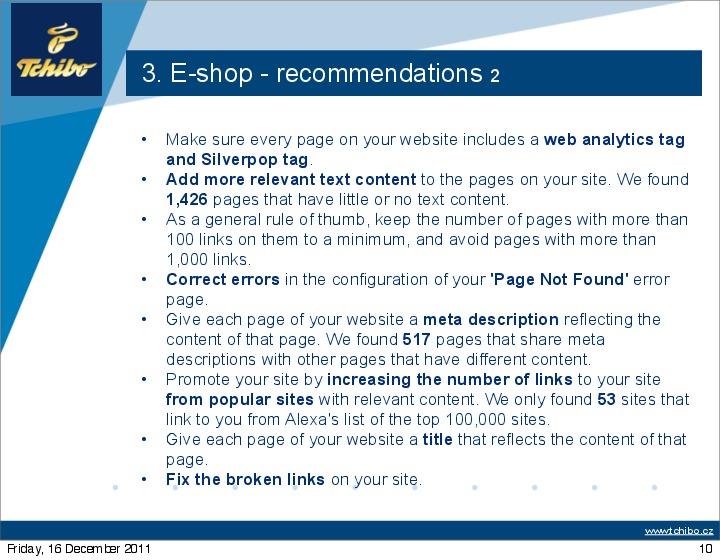 Tchibo
3. E-shop - recommendations 2
• Make sure every page on your website includes a web analytics tag
and Silverpop tag.
• Add more relevant text content to the pages on your site. We found
1,426 pages that have little or no text content.
• As a general rule of thumb, keep the number of pages with more than
100 links on them to a minimum, and avoid pages with more than
1,000 links.
• Correct errors in the configuration of your 'Page Not Found' error
page.
• Give each page of your website a meta description reflecting the
content of that page. We found 517 pages that share meta
descriptions with other pages that have different content.
• Promote your site by increasing the number of links to your site
from popular sites with relevant content. We only found 53 sites that
link to you from Alexa's list of the top 100,000 sites.
• Give each page of your website a title that reflects the content of that
page.
• Fix the broken links on your site.
www.tchibo.cz
Friday, 16 December 2011 10